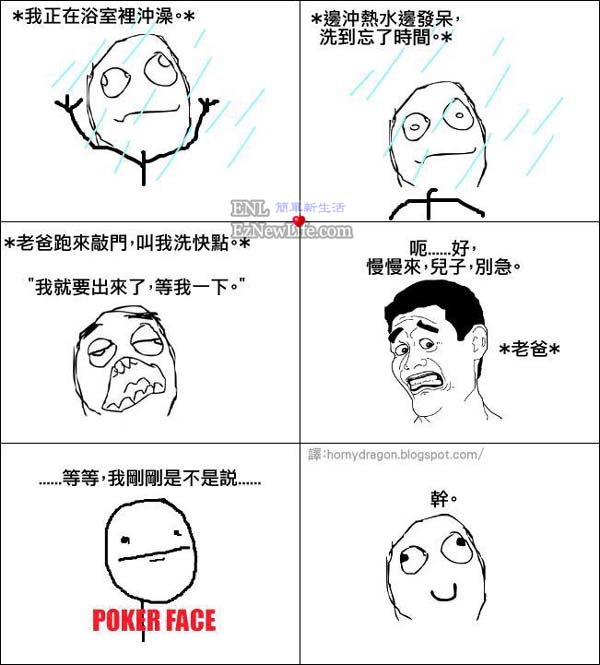 *我正在浴室裡沖澡。*
*邊沖熱水邊發呆，
洗到忘了時間。*
ENL 簡單新生活
EzNewLife.com
*老爸跑來敲門，叫我洗快點。*
"我就要出來了，等我一下。"
呃……好，
慢慢來，兒子，別急。
*老爸*
……等等，我剛剛是不是説……
POKER FACE
譯：hornydragon.blogspot.com/
幹。